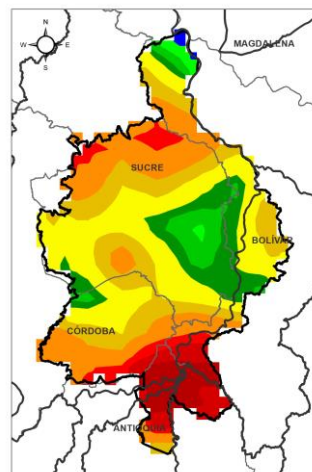 N
W E
S
MAGDALENA
SUCRE
BOLÍVAR
CÓRDOBA
ANTIOQUIA